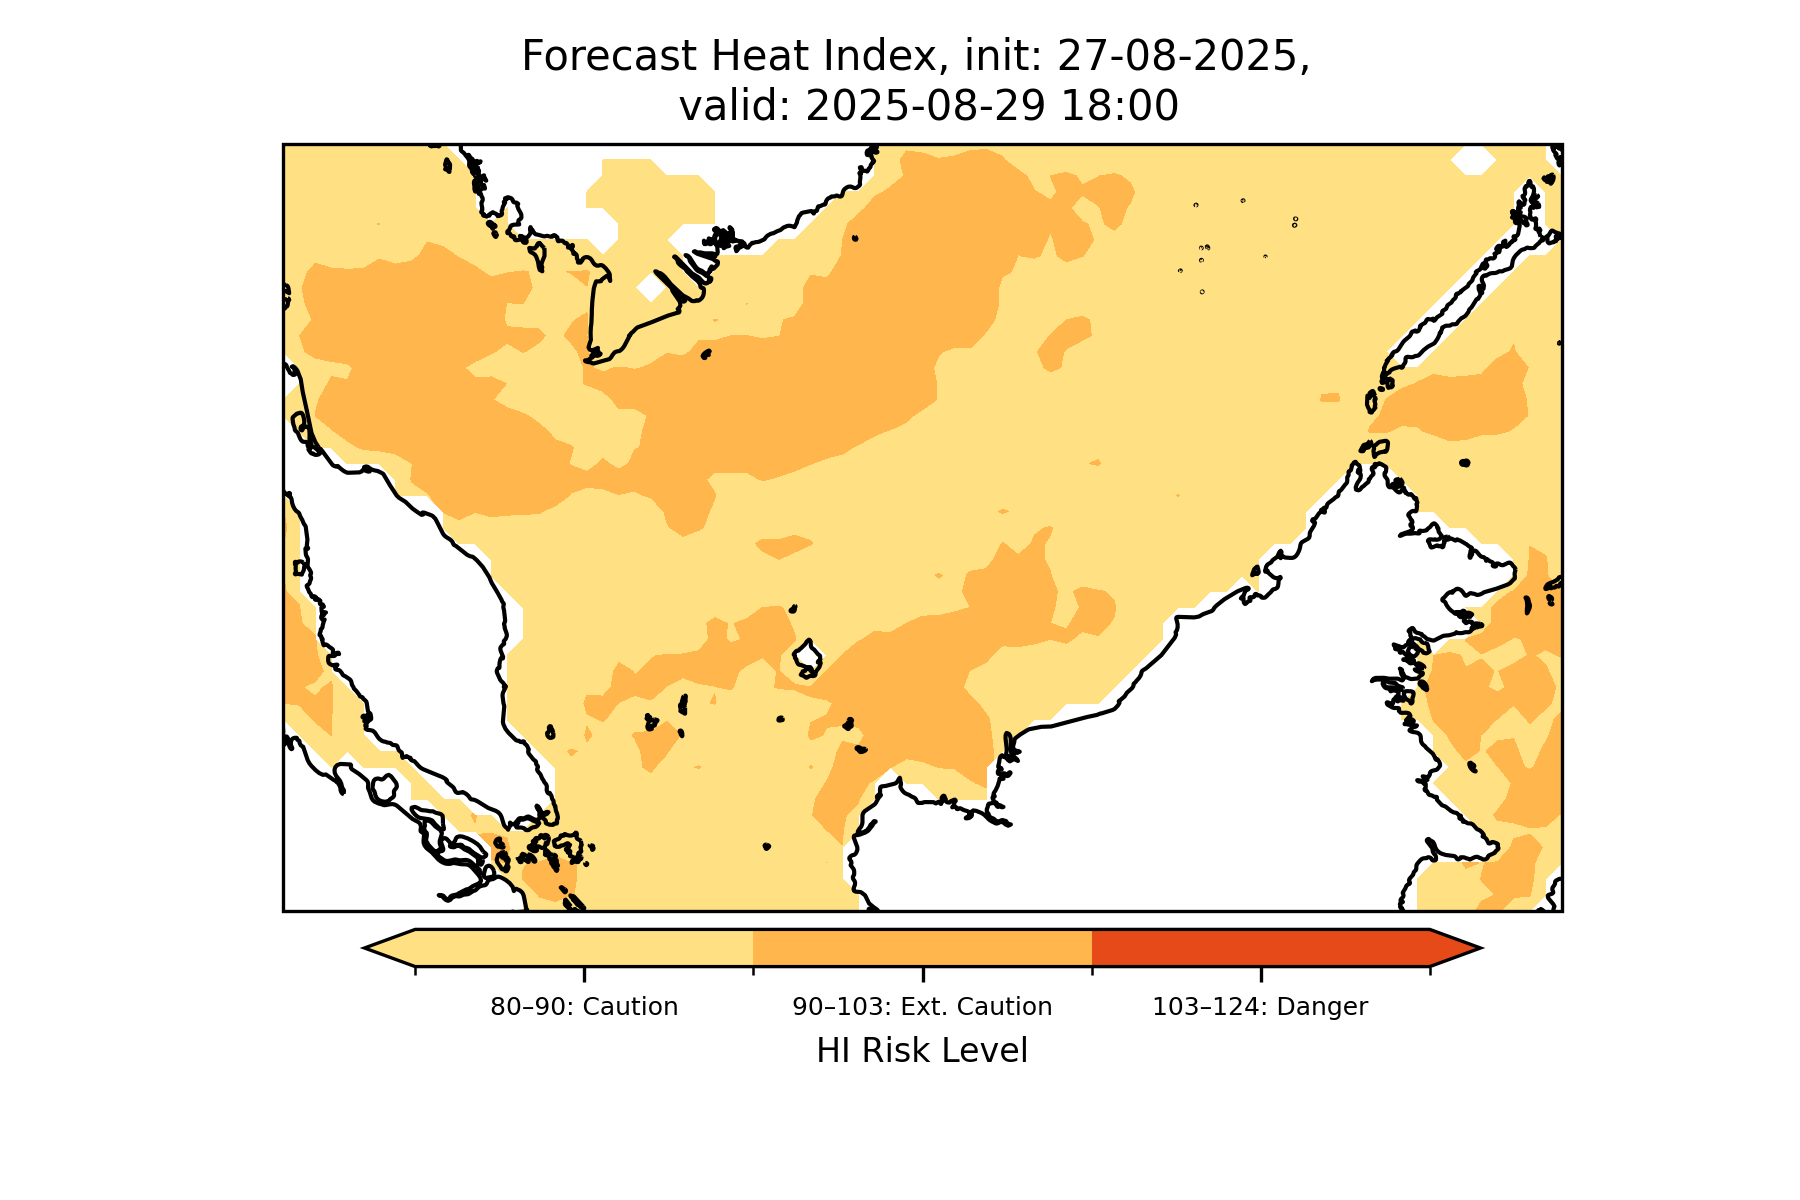 Forecast Heat Index, init: 27-08-2025,
valid: 2025-08-29 18:00
80–90: Caution
90–103: Ext. Caution
103–124: Danger
HI Risk Level